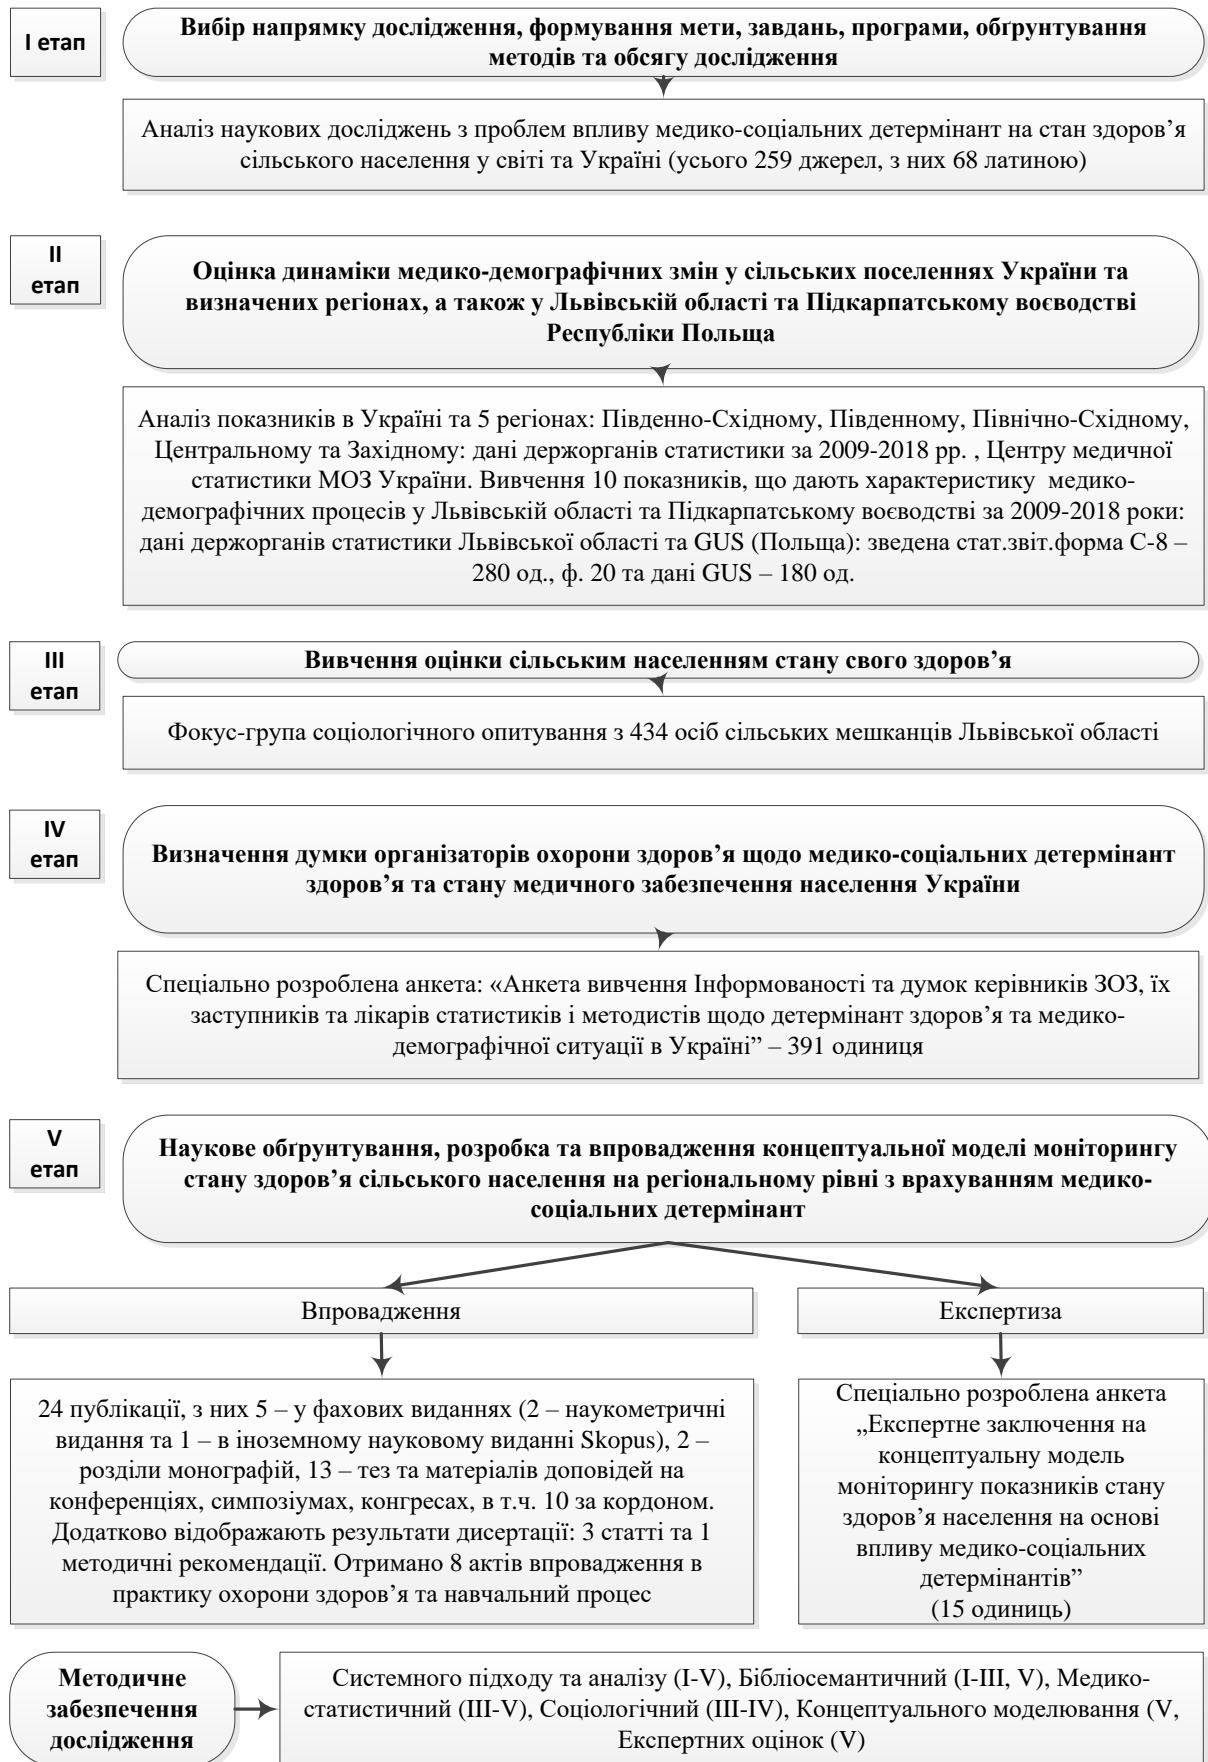 І етап
Вибір напрямку дослідження, формування мети, завдань, програми, обґрунтування
методів та обсягу дослідження
Аналіз наукових досліджень з проблем впливу медико-соціальних детермінант на стан здоров’я
сільського населення у світі та Україні (усього 259 джерел, з них 68 латиною)
ІІ
етап
Оцінка динаміки медико-демографічних змін у сільських поселеннях України та
визначених регіонах, а також у Львівській області та Підкарпатському воєводстві
Республіки Польща
Аналіз показників в Україні та 5 регіонах: Південно-Східному, Південному, Північно-Східному,
Центральному та Західному: дані держорганів статистики за 2009-2018 рр. , Центру медичної
статистики МОЗ України. Вивчення 10 показників, що дають характеристику медико-
демографічних процесів у Львівській області та Підкарпатському воєводстві за 2009-2018 роки:
дані держорганів статистики Львівської області та GUS (Польща): зведена стат.звіт.форма С-8 –
280 од., ф. 20 та дані GUS – 180 од.
ІІІ
етап
Вивчення оцінки сільським населенням стану свого здоров’я
Фокус-група соціологічного опитування з 434 осіб сільських мешканців Львівської області
IV
етап
Визначення думки організаторів охорони здоров’я щодо медико-соціальних детермінант
здоров’я та стану медичного забезпечення населення України
Спеціально розроблена анкета: «Анкета вивчення Інформованості та думок керівників ЗОЗ, їх
заступників та лікарів статистиків і методистів щодо детермінант здоров’я та медико-
демографічної ситуації в Україні” – 391 одиниця
V
етап
Наукове обґрунтування, розробка та впровадження концептуальної моделі моніторингу
стану здоров’я сільського населення на регіональному рівні з врахуванням медико-
соціальних детермінант
Впровадження
24 публікації, з них 5 – у фахових виданнях (2 – наукометричні
видання та 1 – в іноземному науковому виданні Skopus), 2 –
розділи монографій, 13 – тез та матеріалів доповідей на
конференціях, симпозіумах, конгресах, в т.ч. 10 за кордоном.
Додатково відображають результати дисертації: 3 статті та 1
методичні рекомендації. Отримано 8 актів впровадження в
практику охорони здоров’я та навчальний процес
Експертиза
Спеціально розроблена анкета
„Експертне заключення на
концептуальну модель
моніторингу показників стану
здоров’я населення на основі
впливу медико-соціальних
детермінантів”
(15 одиниць)
Методичне
забезпечення
дослідження
Системного підходу та аналізу (I-V), Бібліосемантичний (I-III, V), Медико-
статистичний (III-V), Соціологічний (III-IV), Концептуального моделювання (V,
Експертних оцінок (V)